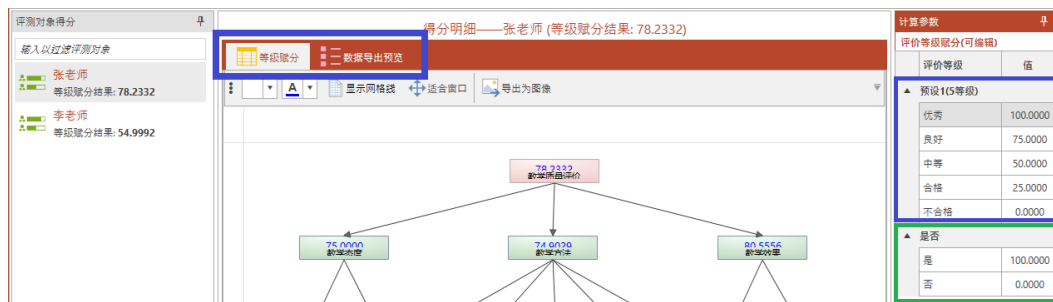 评测对象得分
输入以过滤评测对象
张老师
等级赋分结果: 78.2332
李老师
等级赋分结果: 54.9992
得分明细——张老师 (等级赋分结果: 78.2332)
等级赋分
数据导出预览
A
显示网格线
适合窗口
导出为图像
78.2332
教学质量评价
75.0000
教学态度
74.9029
教学方法
80.5556
教学效果
计算参数
评价等级赋分(可编辑)
评价等级 值
预设1(5等级)
优秀 100.0000
良好 75.0000
中等 50.0000
合格 25.0000
不合格 0.0000
是否
是 100.0000
否 0.0000